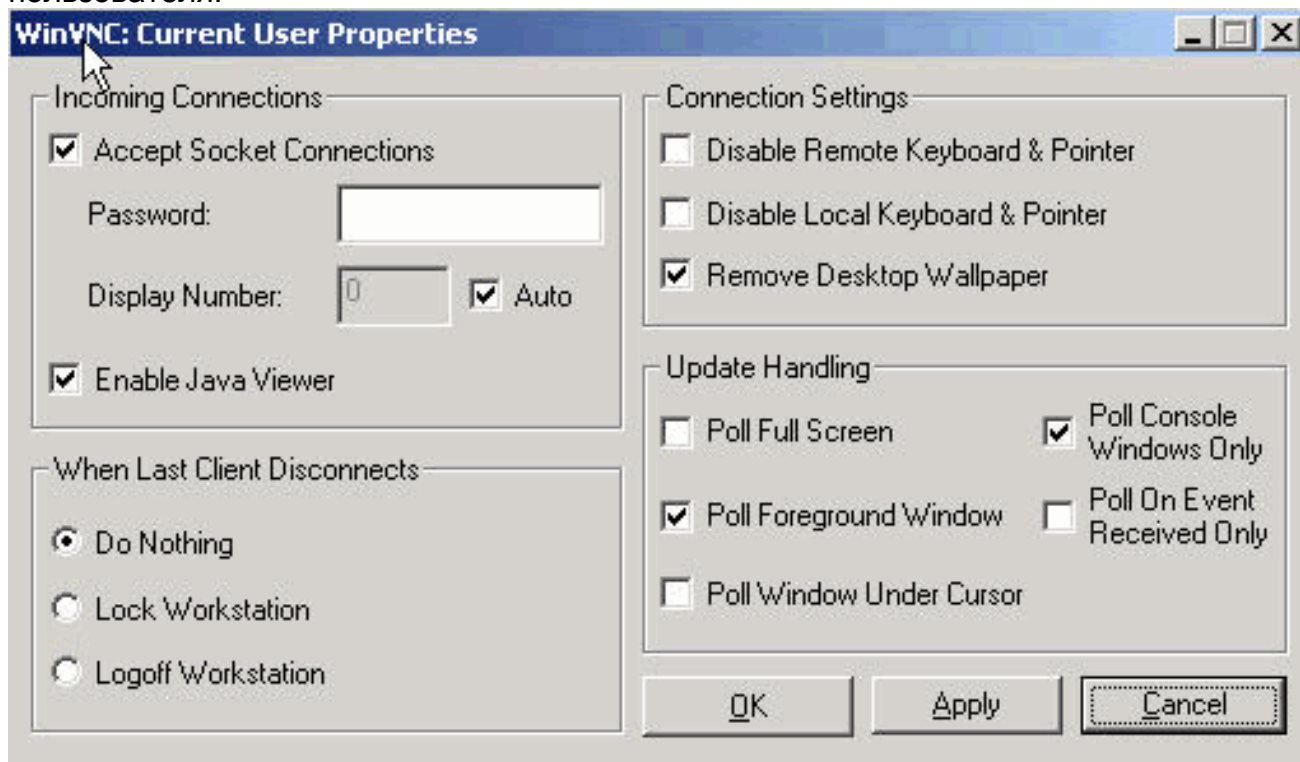 пользователя.
WinVNC: Current User Properties
Incoming Connections
Accept Socket Connections
Password:
Display Number: 0 Auto
Enable Java Viewer
When Last Client Disconnects
Do Nothing
Lock Workstation
Logoff Workstation
Connection Settings
Disable Remote Keyboard & Pointer
Disable Local Keyboard & Pointer
Remove Desktop Wallpaper
Update Handling
Poll Full Screen
Poll Console
Windows Only
Poll Foreground Window
Poll On Event
Received Only
Poll Window Under Cursor
OK Apply Cancel